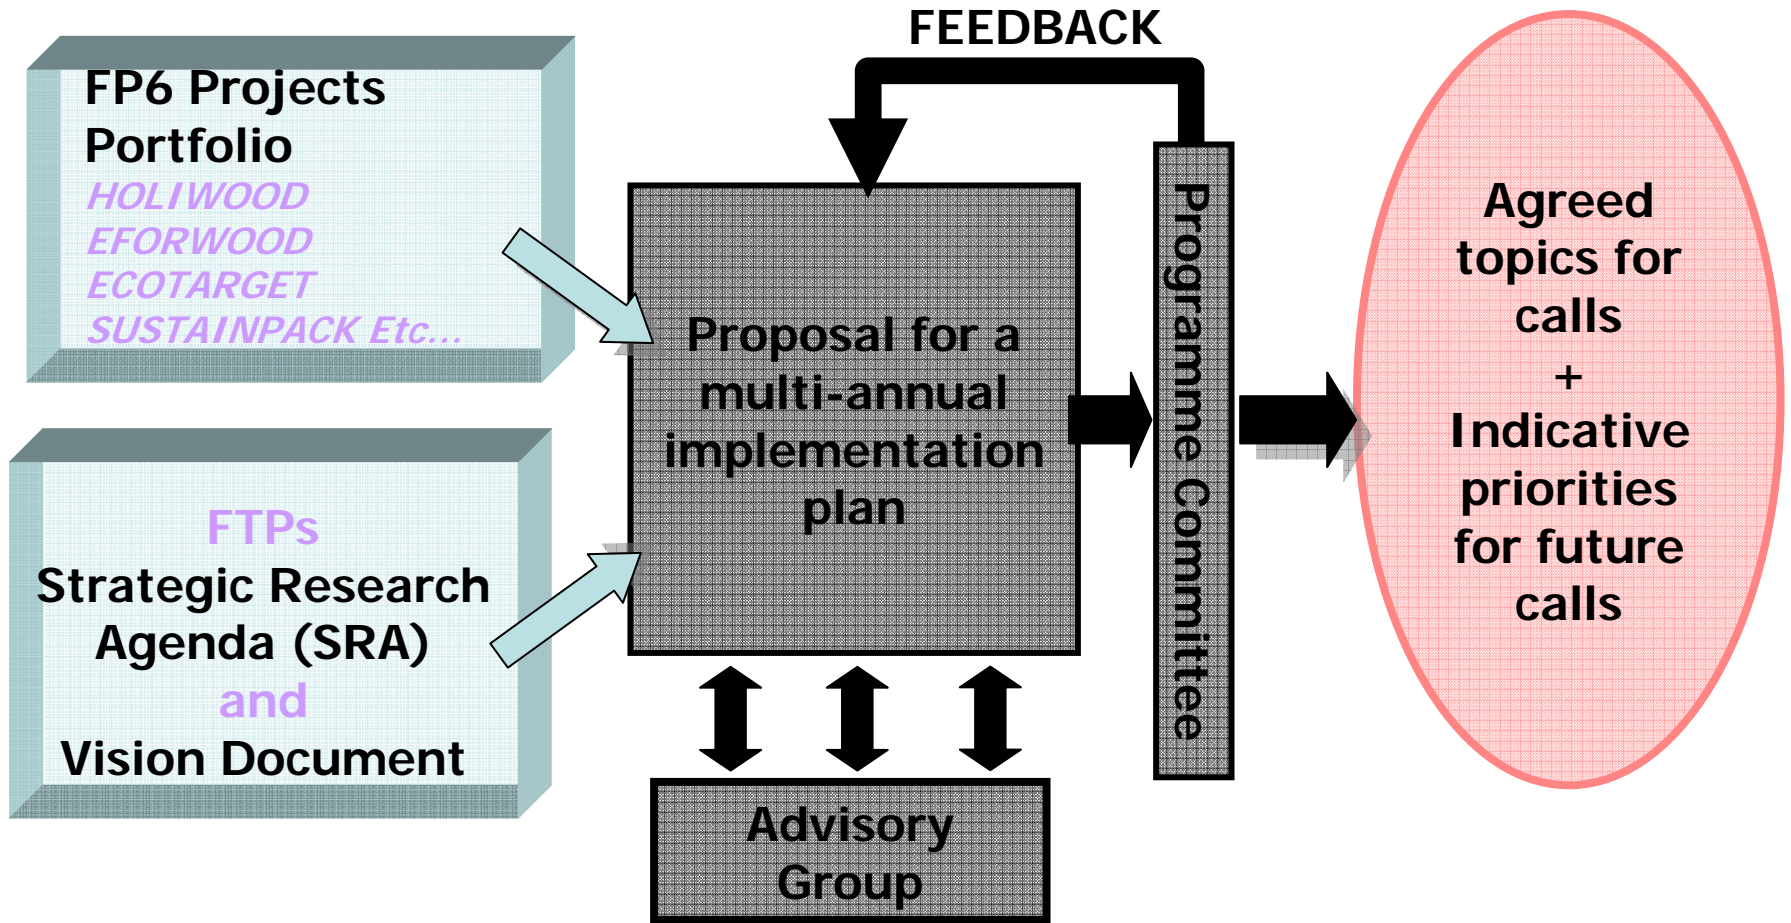 FEEDBACK
FP6 Projects
Portfolio
HOLIWOOD
EFORWOOD
ECOTARGET
SUSTAINPACK Etc...
FTPs
Strategic Research
Agenda (SRA)
and
Vision Document
Proposal for a
multi-annual
implementation
plan
Advisory
Group
Programme Committee
Agreed
topics for
calls
+
Indicative
priorities
for future
calls